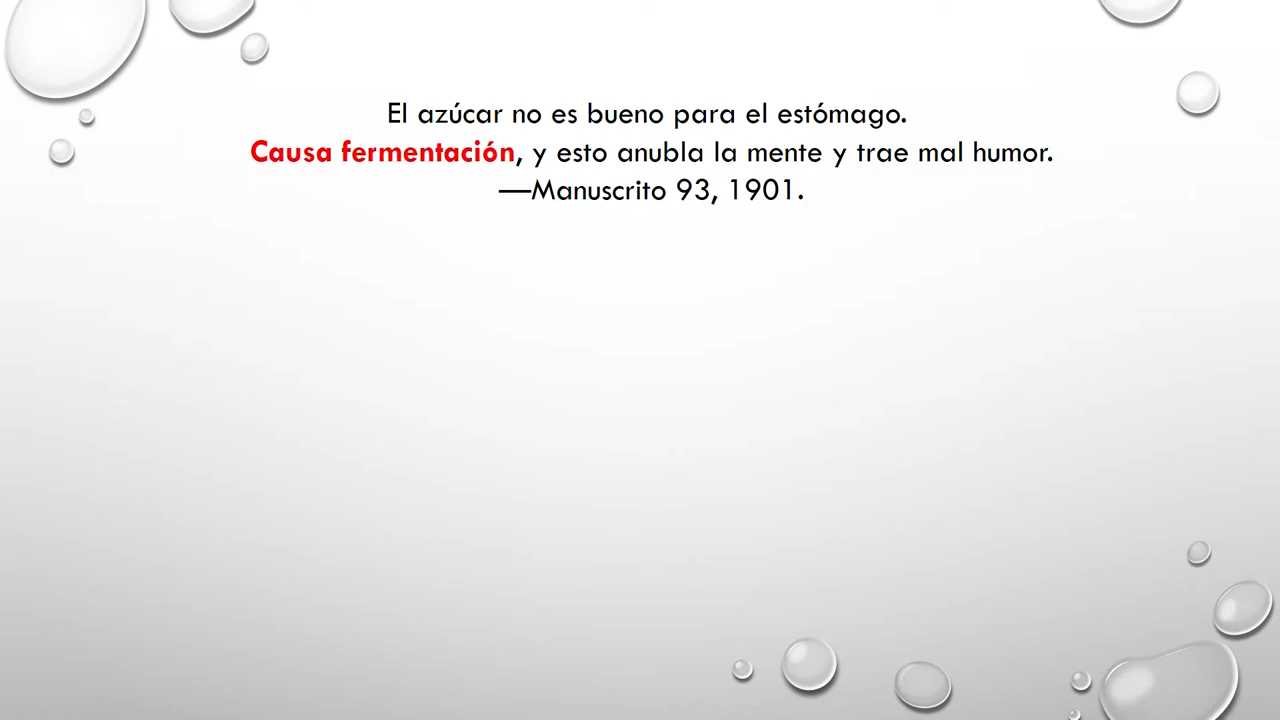 El azúcar no es bueno para el estómago.
Causa fermentación, y esto anubla la mente y trae mal humor.
—Manuscrito 93, 1901.